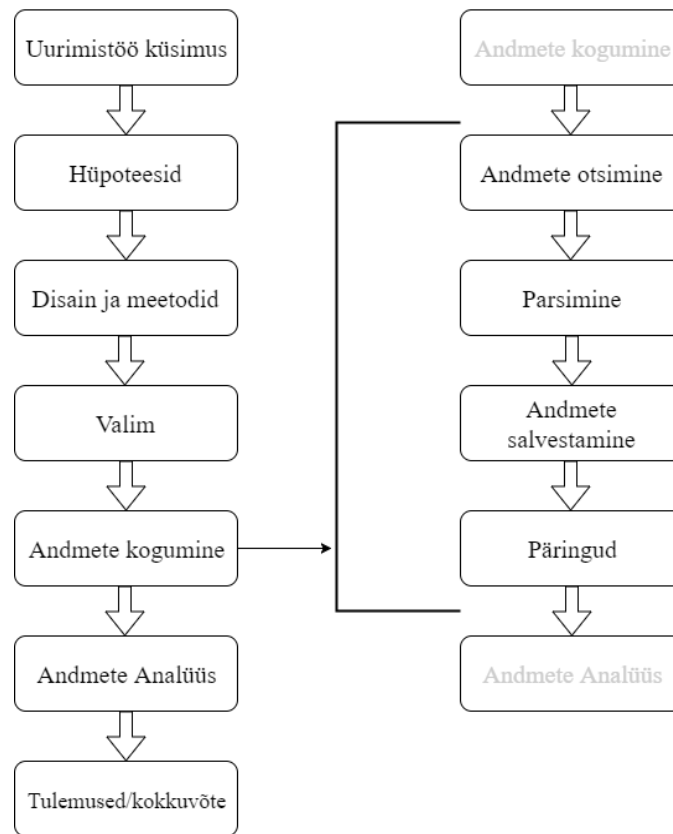 Uurimistöö küsimus
Hüpoteesid
Disain ja meetodid
Valim
Andmete kogumine
Andmete Analüüs
Tulemused/kokkuvõte
Andmete kogumine
Andmete otsimine
Parsimine
Andmete
salvestamine
Päringud
Andmete Analüüs